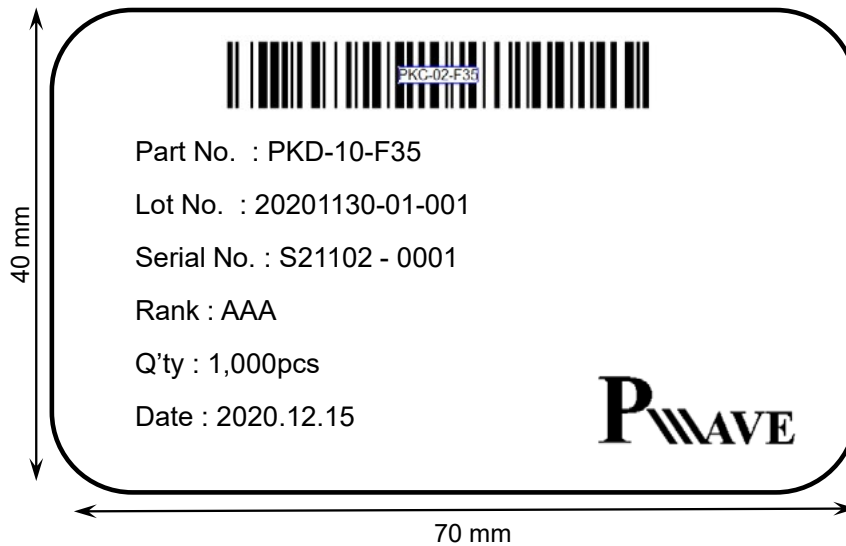 PKC-02-F35
Part No. : PKD-10-F35
Lot No. : 20201130-01-001
Serial No. : S21102 - 0001
Rank : AAA
Q’ty : 1,000pcs
Date : 2020.12.15
PWAVE
40 mm
70 mm